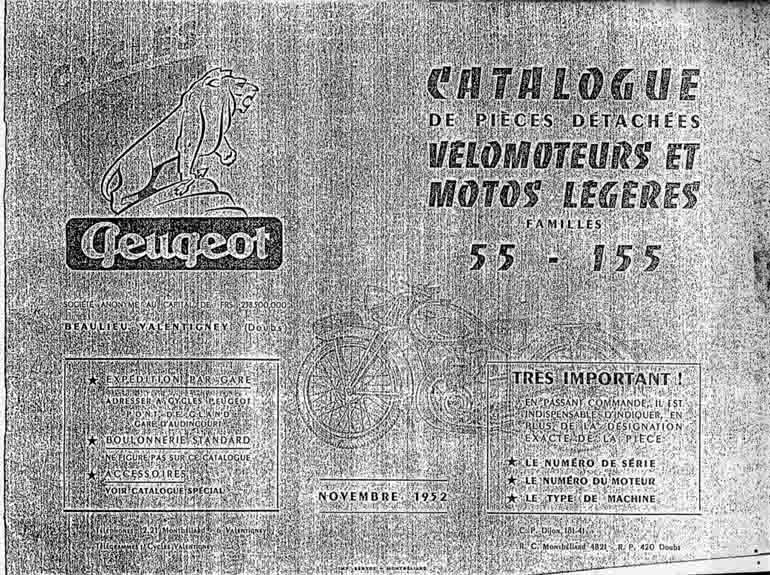 CYCLES
Peugeot
SOCIÉTÉ ANONYME AU CAPITAL DE FRS
BEAULIEU-VALENTIGNEY (Doubs)
★ EXPÉDITION PAR GARE
ADRESSER A CYCLES PEUGEOT
PONT-DE-GLAND
GARE D'AUDINCOURT
★ BOULONNERIE STANDARD
NE FIGURE PAS SUR CE CATALOGUE
★ ACCESSOIRES
VOIR CATALOGUE SPÉCIAL
Valentigney
CATALOGUE
DE PIÈCES DÉTACHÉES
VÉLOMOTEURS ET
MOTOS LÉGÈRES
FAMILLES
55 - 155
NOVEMBRE 1952
TRÈS IMPORTANT !
EN PASSANT COMMANDE, IL EST
INDISPENSABLE D'INDIQUER, EN
PLUS DE LA DÉSIGNATION
EXACTE DE LA PIÈCE
★ LE NUMÉRO DE SÉRIE
★ LE NUMÉRO DU MOTEUR
★ LE TYPE DE MACHINE
C. P. Dijon
R. C. Montbéliard 4821 - R. P. 420 Doubs
MONTBÉLIARD